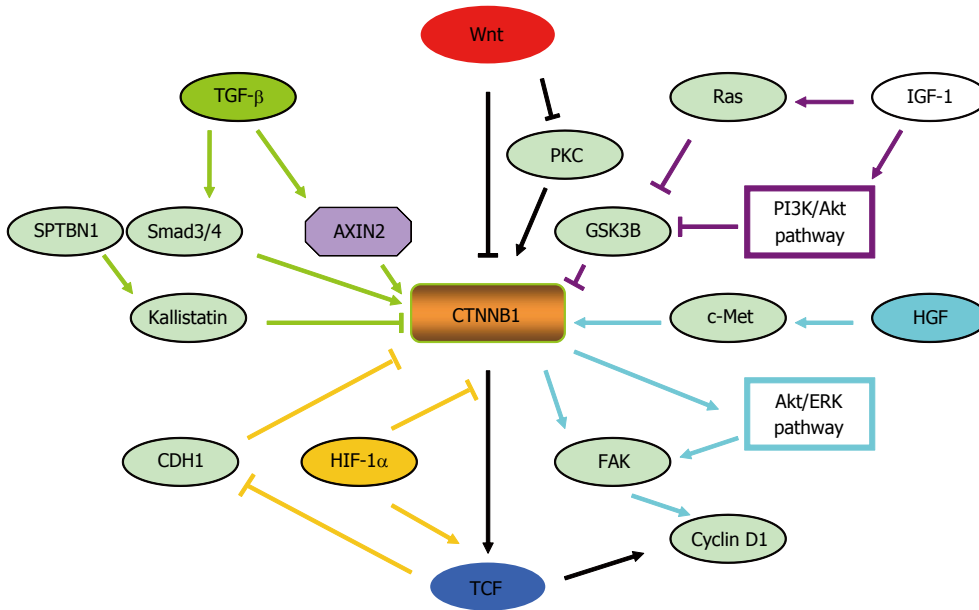 Wnt
TGF-β
Ras
IGF-1
PKC
SPTBN1
Smad3/4
AXIN2
GSK3B
PI3K/Akt
pathway
Kallistatin
CTNNB1
c-Met
HGF
Akt/ERK
pathway
CDH1
HIF-1α
FAK
Cyclin D1
TCF